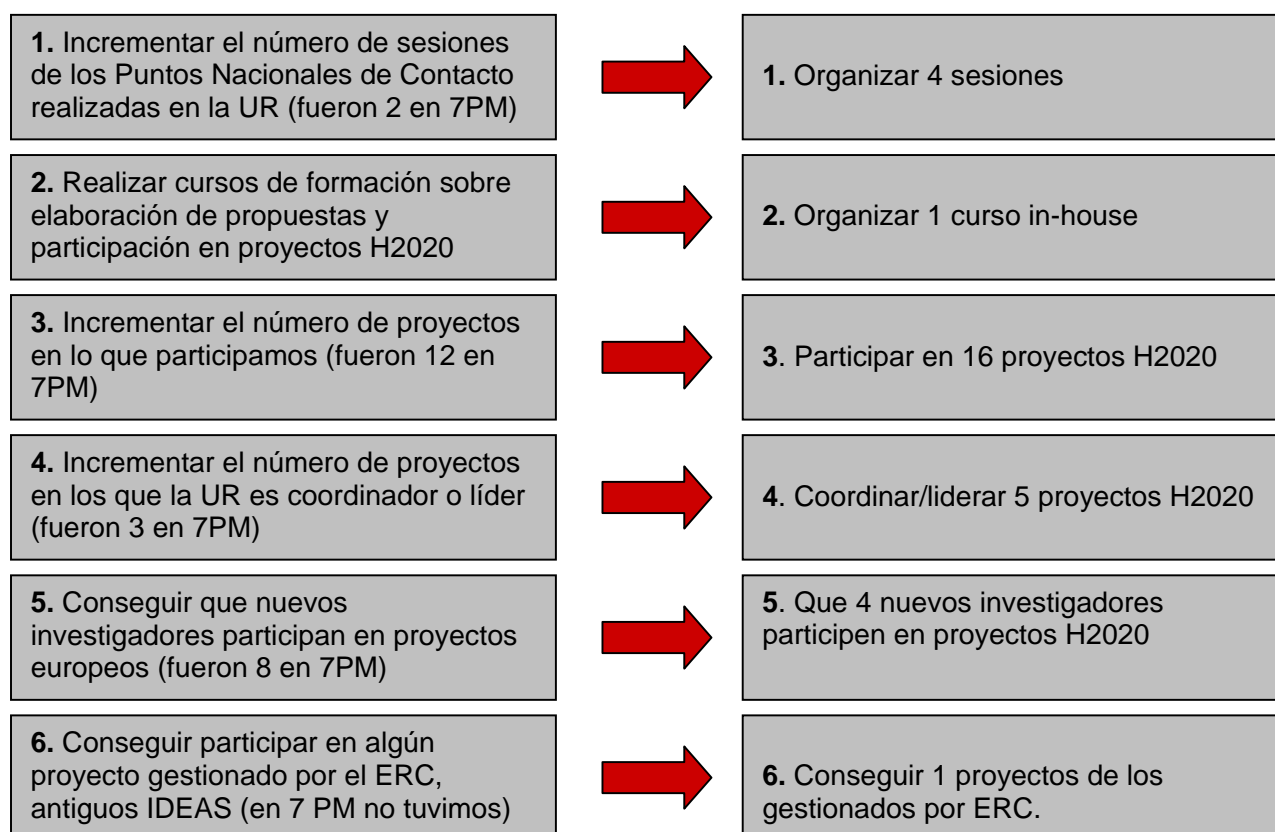 1. Incrementar el número de sesiones
de los Puntos Nacionales de Contacto
realizadas en la UR (fueron 2 en 7PM)
1. Organizar 4 sesiones
2. Realizar cursos de formación sobre
elaboración de propuestas y
participación en proyectos H2020
2. Organizar 1 curso in-house
3. Incrementar el número de proyectos
en lo que participamos (fueron 12 en
7PM)
3. Participar en 16 proyectos H2020
4. Incrementar el número de proyectos
en los que la UR es coordinador o líder
(fueron 3 en 7PM)
4. Coordinar/liderar 5 proyectos H2020
5. Conseguir que nuevos
investigadores participan en proyectos
europeos (fueron 8 en 7PM)
5. Que 4 nuevos investigadores
participen en proyectos H2020
6. Conseguir participar en algún
proyecto gestionado por el ERC,
antiguos IDEAS (en 7 PM no tuvimos)
6. Conseguir 1 proyectos de los
gestionados por ERC.